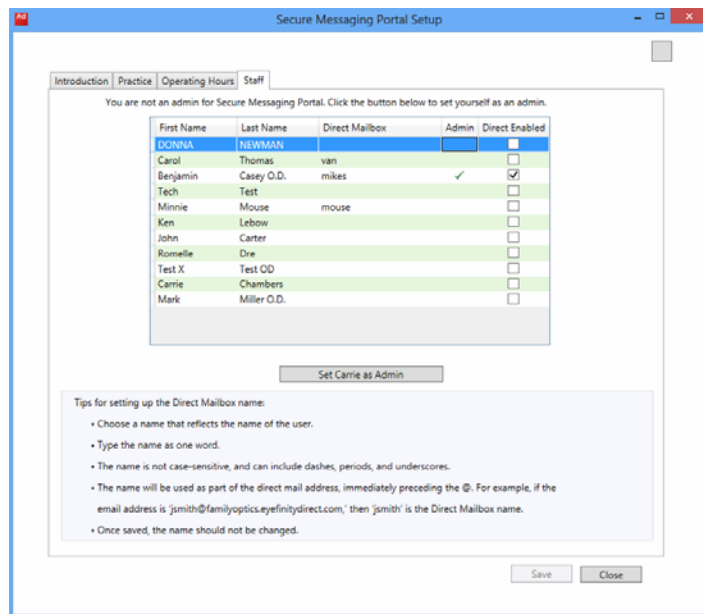 Ad Secure Messaging Portal Setup
Introduction Practice Operating Hours Staff
You are not an admin for Secure Messaging Portal. Click the button below to set yourself as an admin.
First Name Last Name Direct Mailbox Admin Direct Enabled
DONNA NEWMAN
Carol Thomas van
Benjamin Casey O.D. mikes ✓ ✓
Tech Test
Minnie Mouse mouse
Ken Lebow
John Carter
Romelle Dre
Test X Test OD
Carrie Chambers
Mark Miller O.D.
Set Carrie as Admin
Tips for setting up the Direct Mailbox name:
• Choose a name that reflects the name of the user.
• Type the name as one word.
• The name is not case-sensitive, and can include dashes, periods, and underscores.
• The name will be used as part of the direct mail address, immediately preceding the @. For example, if the
email address is 'jsmith@familyoptics.eyefinitydirect.com,' then 'jsmith' is the Direct Mailbox name.
• Once saved, the name should not be changed.
Save Close